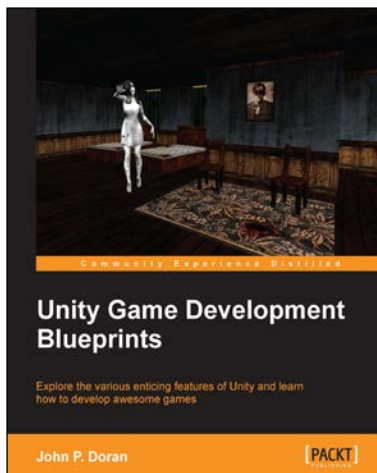 Community Experience Distilled
Unity Game Development
Blueprints
Explore the various enticing features of Unity and learn
how to develop awesome games
John P. Doran
[PACKT]
PUBLISHING